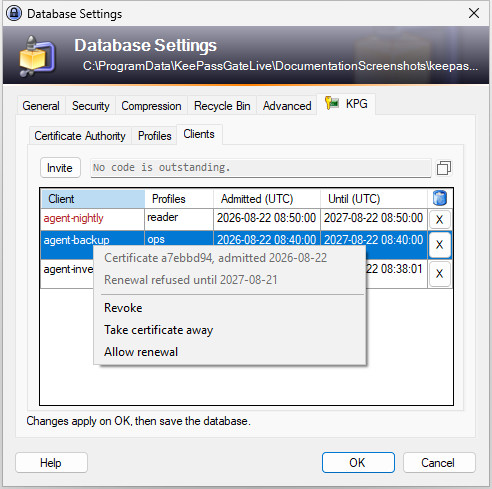 Database Settings
Database Settings
C:\ProgramData\KeePassGateLive\DocumentationScreenshots\keepas...
General Security Compression Recycle Bin Advanced KPG
Certificate Authority Profiles Clients
Invite No code is outstanding.
Client Profiles Admitted (UTC) Until (UTC)
agent-nightly reader 2026-08-22 08:50:00 2027-08-22 08:50:00 X
agent-backup ops 2026-08-22 08:40:00 2027-08-22 08:40:00 X
agent-inve 08:38:01 X
Certificate a7ebbd94, admitted 2026-08-22
Renewal refused until 2027-08-21
Revoke
Take certificate away
Allow renewal
Changes apply on OK, then save the database.
Help OK Cancel